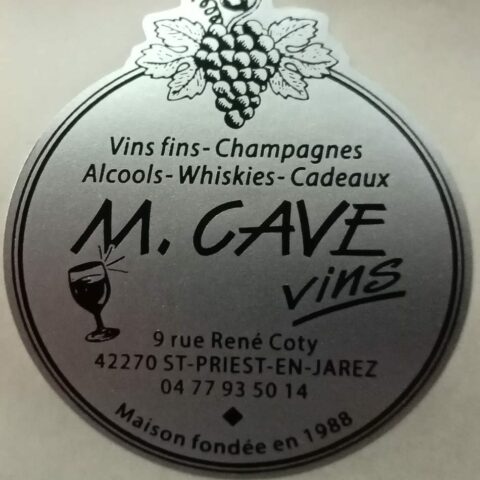 Vins fins - Champagnes
Alcools - Whiskies - Cadeaux
M. CAVE
vins
9 rue René Coty
42270 ST-PRIEST-EN-JAREZ
04 77 93 50 14
Maison fondée en 1988